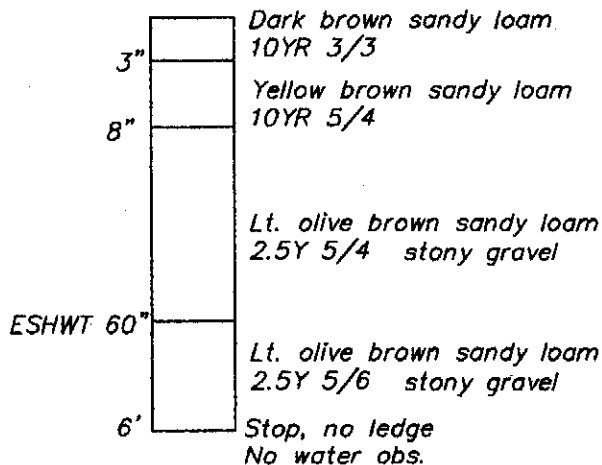 Dark brown sandy loam
10YR 3/3
3"
Yellow brown sandy loam
10YR 5/4
8"
Lt. olive brown sandy loam
2.5Y 5/4 stony gravel
ESHWT 60"
Lt. olive brown sandy loam
2.5Y 5/6 stony gravel
6'
Stop, no ledge
No water obs.